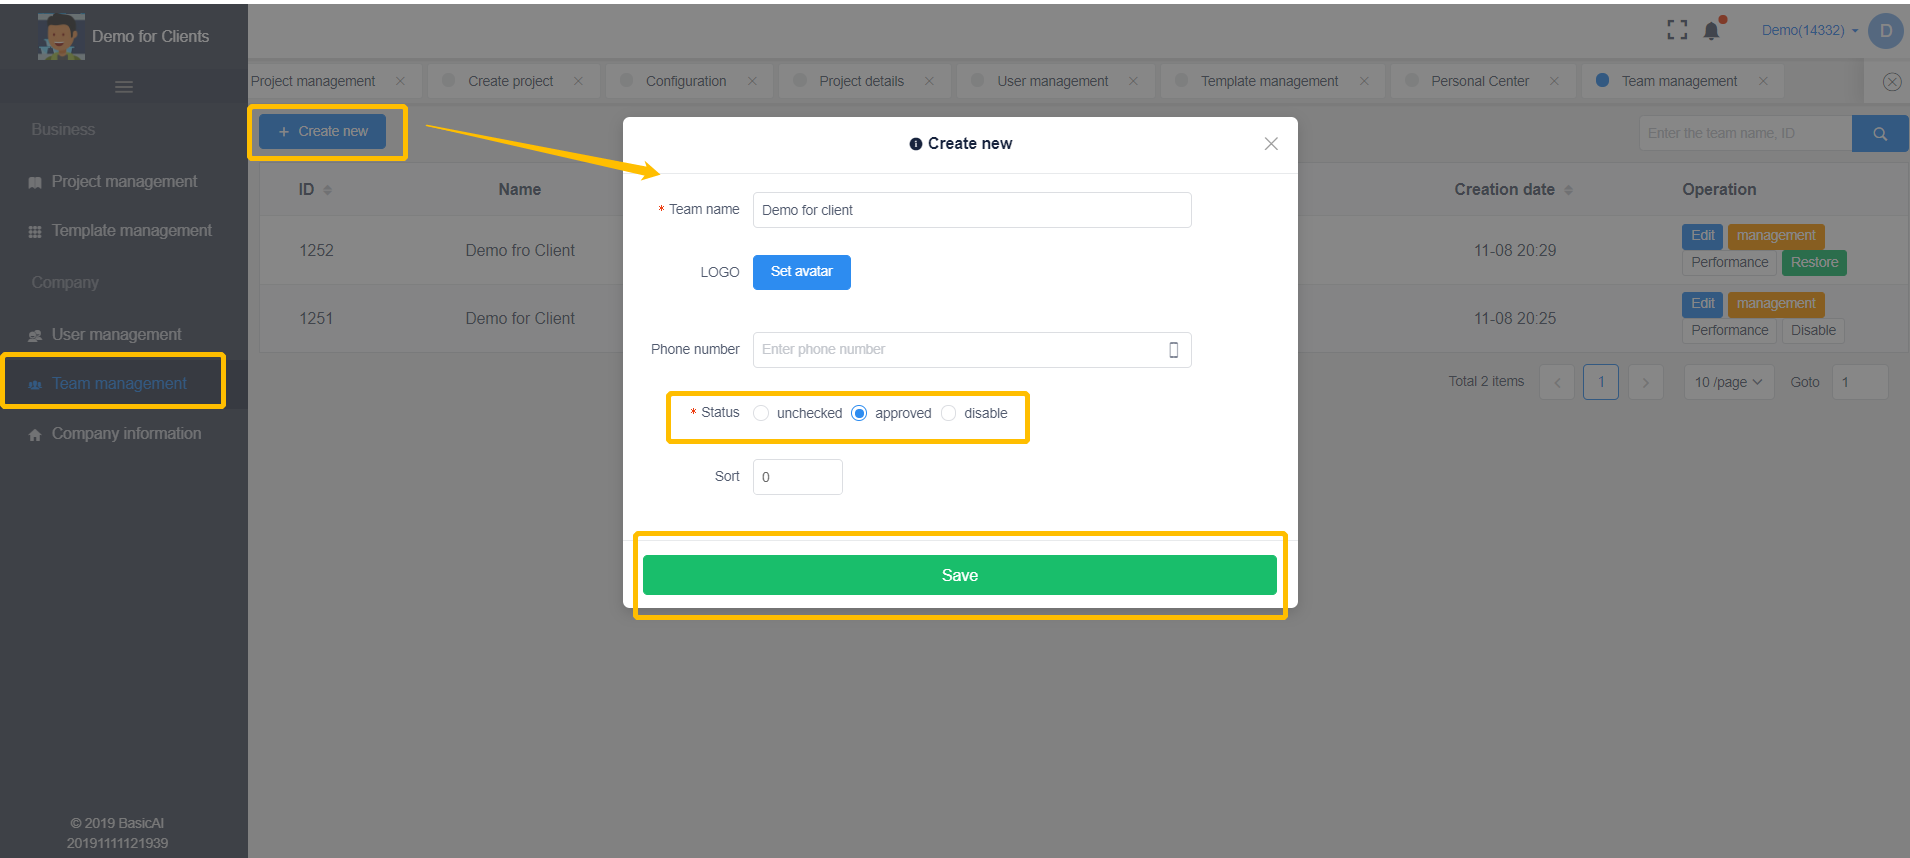 Demo for Clients
Demo(14332)
D
Project management
Create project
Configuration
Project details
User management
Template management
Personal Center
Team management
Business
Project management
Template management
Company
User management
Team management
Company information
© 2019 BasicAI
20191111121939
+ Create new
Enter the team name, ID
ID Name Creation date Operation
1252 Demo fro Client 11-08 20:29 Edit management
Performance Restore
1251 Demo for Client 11-08 20:25 Edit management
Performance Disable
Total 2 items < 1 > 10 /page Goto 1
Create new
* Team name Demo for client
LOGO Set avatar
Phone number Enter phone number
* Status unchecked approved disable
Sort 0
Save